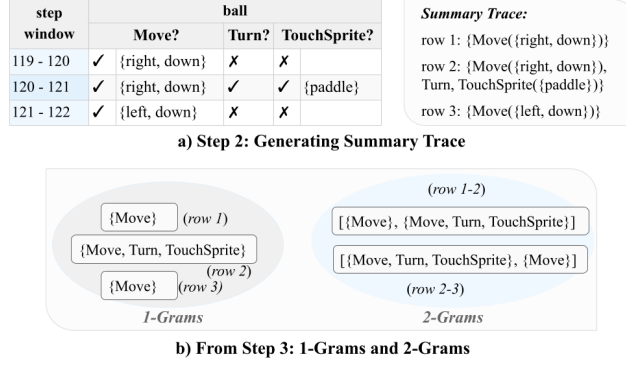 step window
ball
Move?
Turn?
TouchSprite?
119 - 120 ✓ {right, down} ✗ ✗
120 - 121 ✓ {right, down} ✓ ✓ {paddle}
121 - 122 ✓ {left, down} ✗ ✗
Summary Trace:
row 1: {Move({right, down})}
row 2: {Move({right, down}),
Turn, TouchSprite({paddle})}
row 3: {Move({left, down})}
a) Step 2: Generating Summary Trace
{Move} (row 1)
{Move, Turn, TouchSprite}
(row 2)
{Move} (row 3)
1-Grams
(row 1-2)
[{Move}, {Move, Turn, TouchSprite}]
[{Move, Turn, TouchSprite}, {Move}]
(row 2-3)
2-Grams
b) From Step 3: 1-Grams and 2-Grams